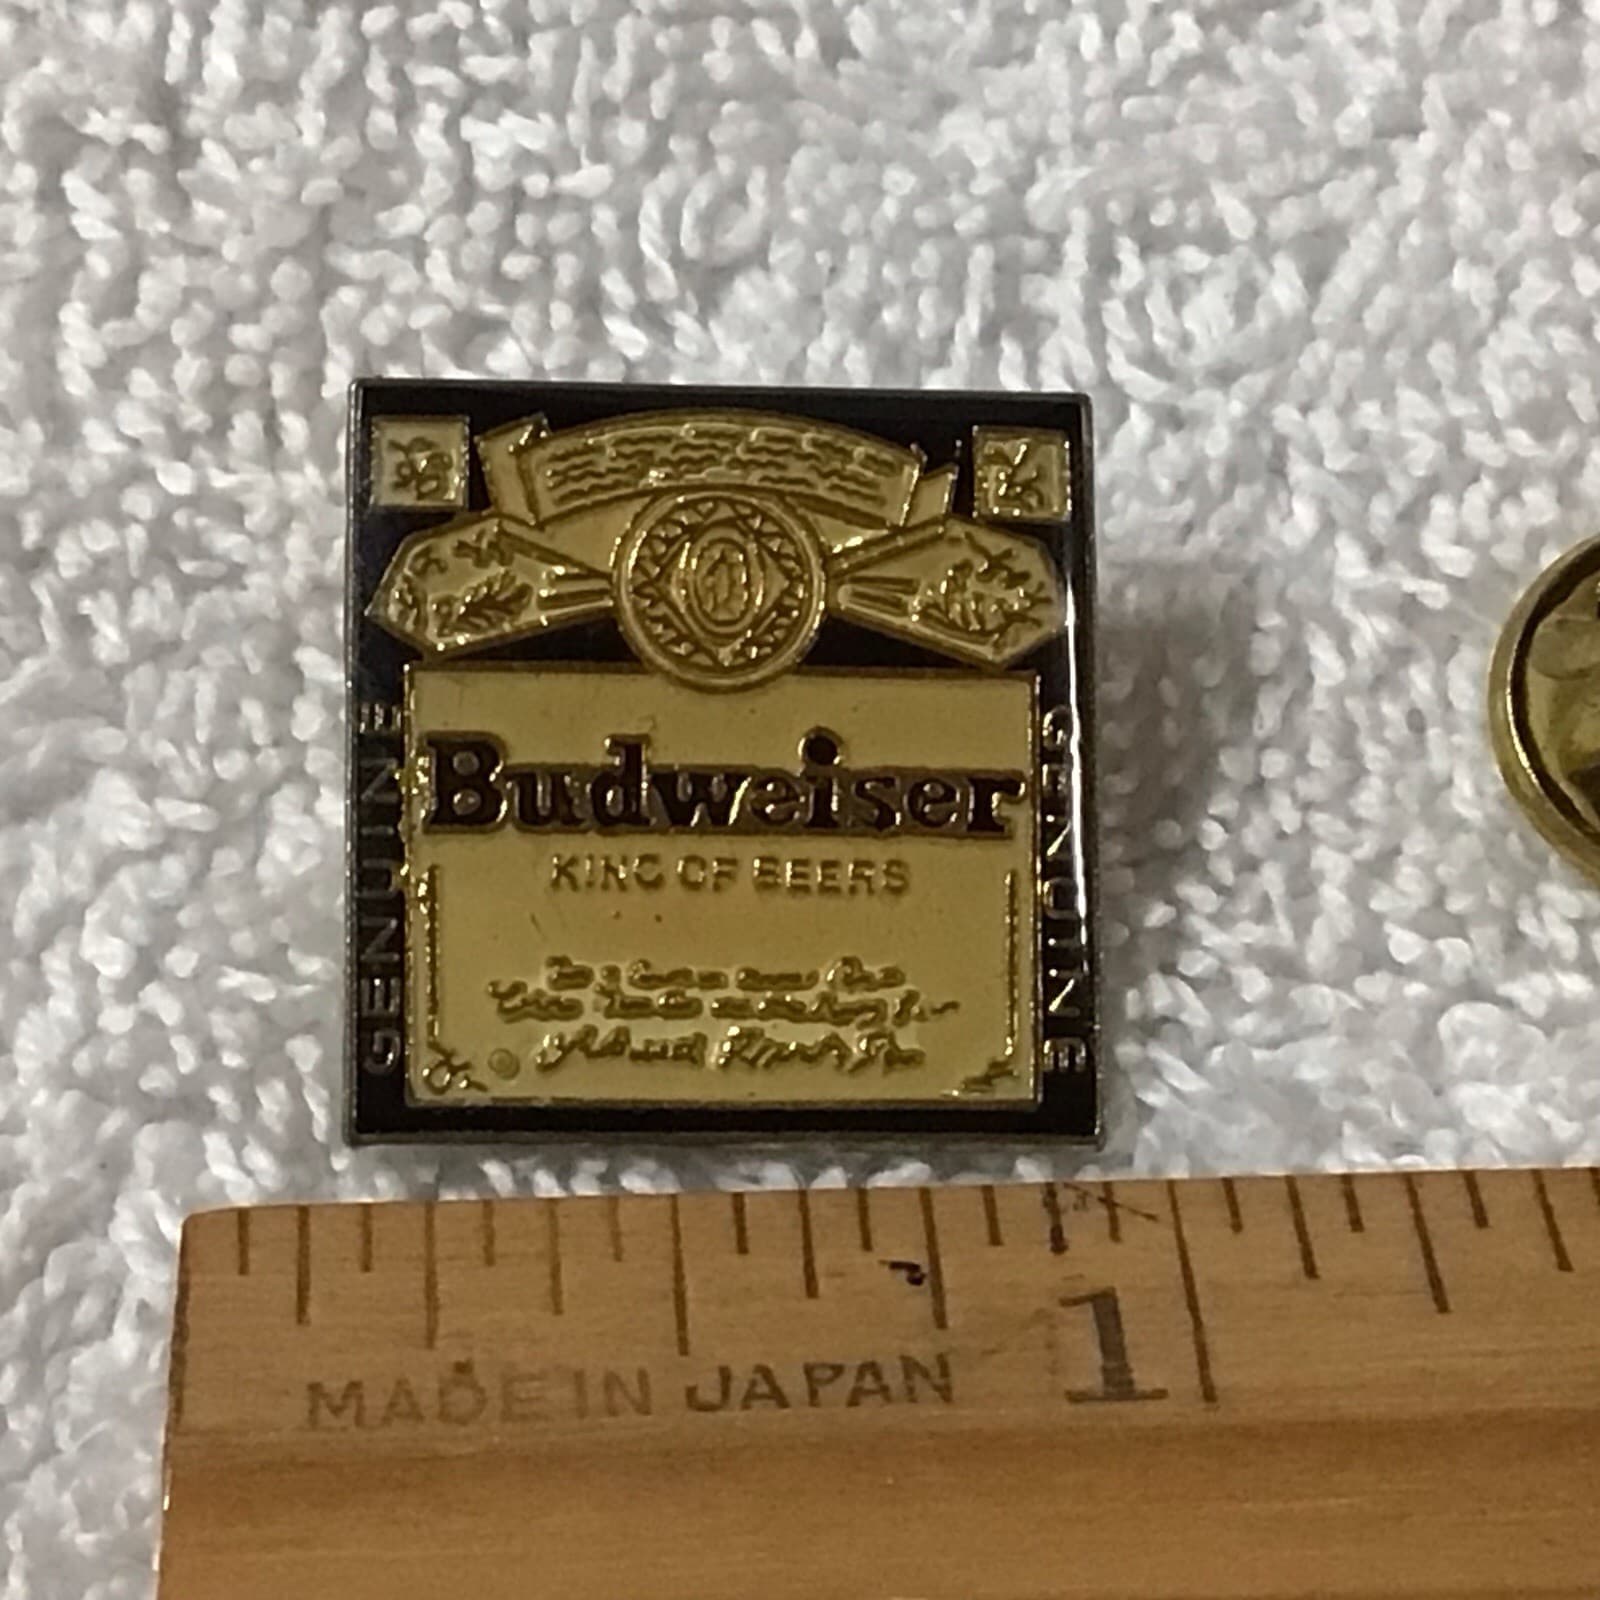 Budweiser
KING OF BEERS
GENUINE
GENUINE
1
MADE IN JAPAN